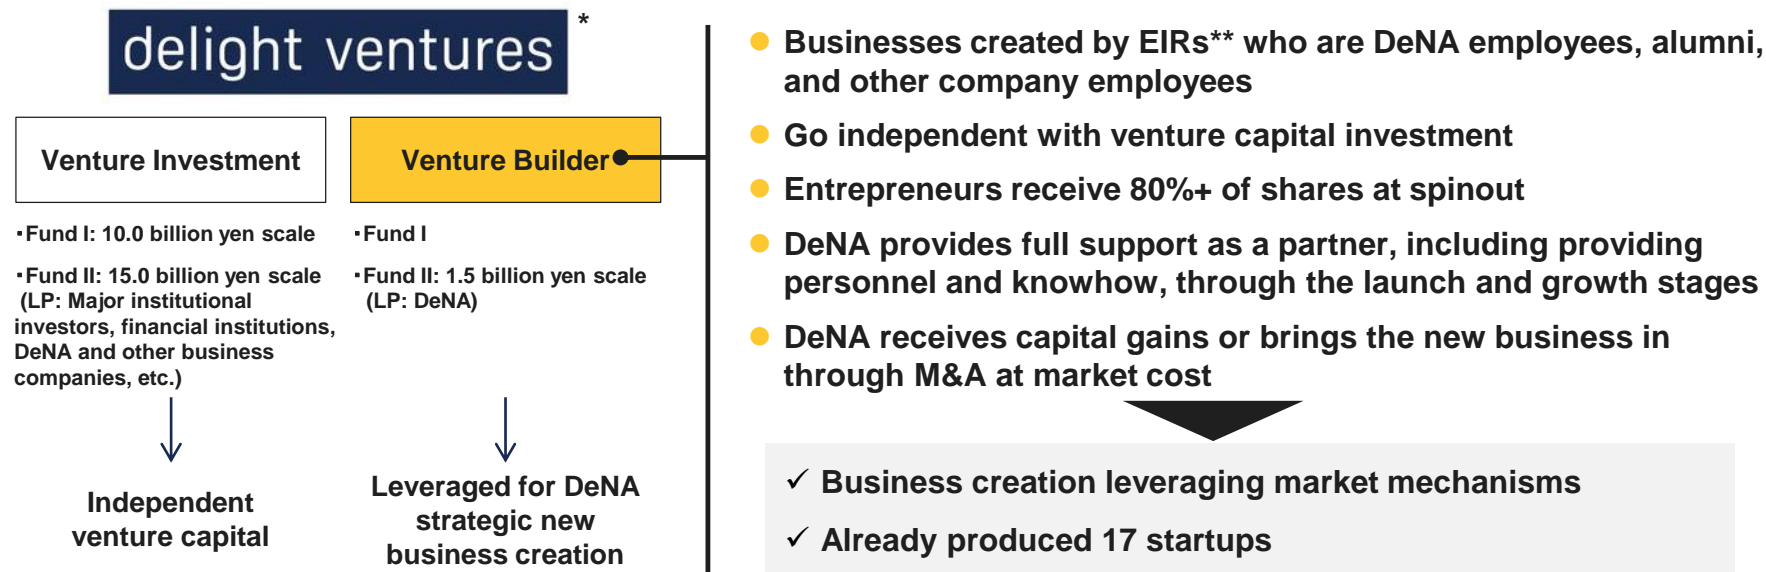 delight ventures *
Venture Investment
・Fund I: 10.0 billion yen scale
・Fund II: 15.0 billion yen scale
(LP: Major institutional
investors, financial institutions,
DeNA and other business
companies, etc.)
Independent
venture capital
Venture Builder
・Fund I
・Fund II: 1.5 billion yen scale
(LP: DeNA)
Leveraged for DeNA
strategic new
business creation
● Businesses created by EIRs** who are DeNA employees, alumni,
and other company employees
● Go independent with venture capital investment
● Entrepreneurs receive 80%+ of shares at spinout
● DeNA provides full support as a partner, including providing
personnel and knowhow, through the launch and growth stages
● DeNA receives capital gains or brings the new business in
through M&A at market cost
✓ Business creation leveraging market mechanisms
✓ Already produced 17 startups